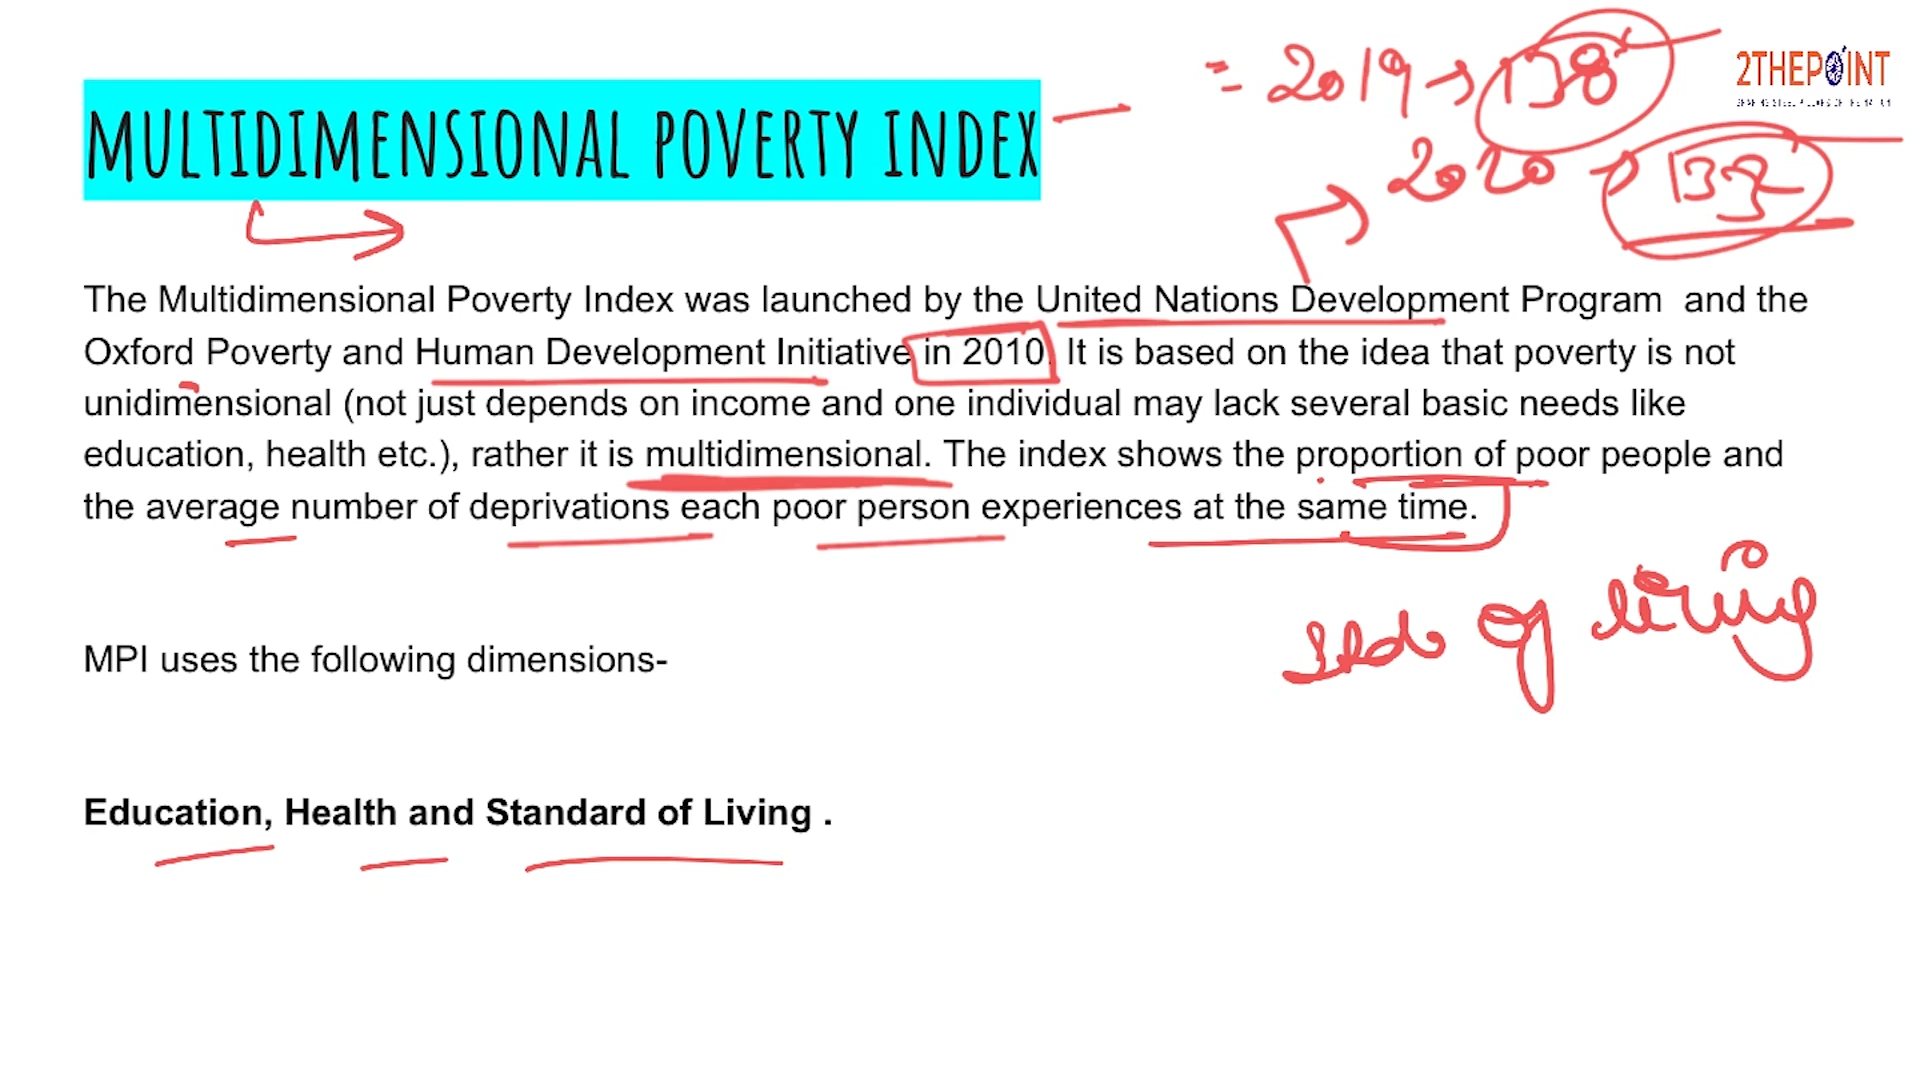 = 2019 → 138
2THEPOINT
MULTIDIMENSIONAL POVERTY INDEX
2020
The Multidimensional Poverty Index was launched by the United Nations Development Program and the
Oxford Poverty and Human Development Initiative in 2010. It is based on the idea that poverty is not
unidimensional (not just depends on income and one individual may lack several basic needs like
education, health etc.), rather it is multidimensional. The index shows the proportion of poor people and
the average number of deprivations each poor person experiences at the same time.
of living
MPI uses the following dimensions-
Education, Health and Standard of Living .